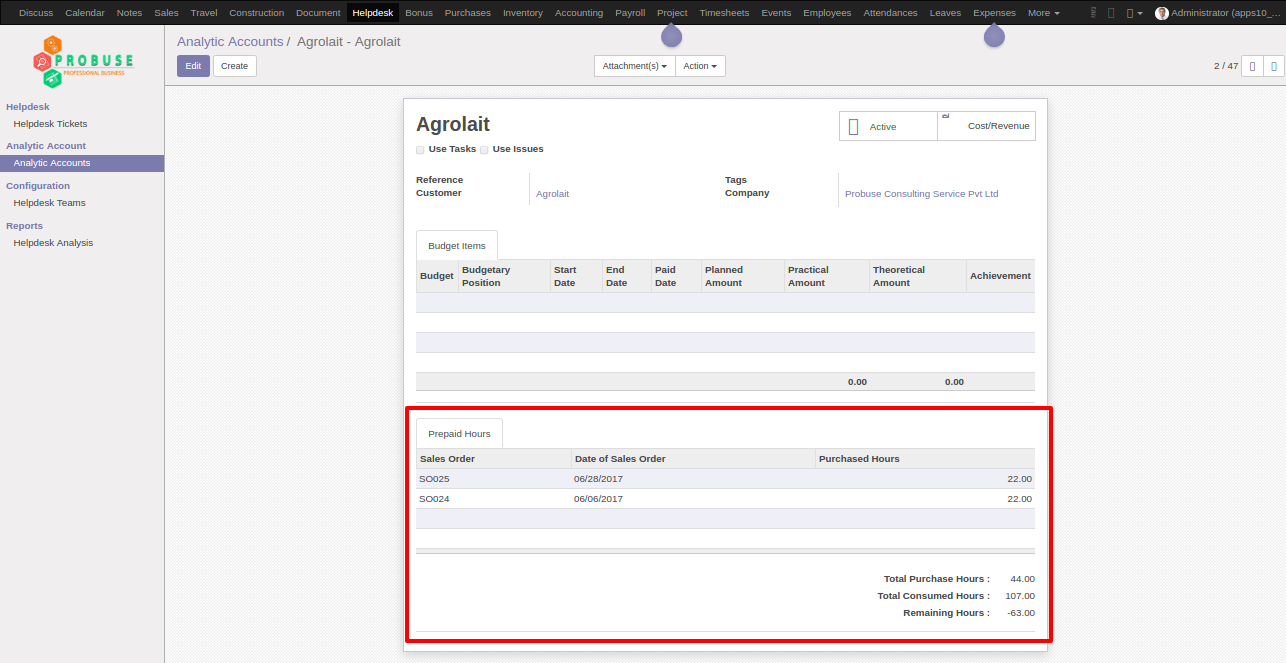 Discuss Calendar Notes Sales Travel Construction Document Helpdesk Bonus Purchases Inventory Accounting Payroll Project Timesheets Events Employees Attendances Leaves Expenses More Administrator (apps10_...
PROBUSE
PROFESSIONAL BUSINESS
Helpdesk
Helpdesk Tickets
Analytic Account
Analytic Accounts
Configuration
Helpdesk Teams
Reports
Helpdesk Analysis
Analytic Accounts / Agrolait - Agrolait
Edit Create Attachment(s) Action 2 / 47
Agrolait
Active Cost/Revenue
Use Tasks Use Issues
Reference Tags
Customer Agrolait Company Probuse Consulting Service Pvt Ltd
Budget Items
Budget Budgetary Position Start Date End Date Paid Date Planned Amount Practical Amount Theoretical Amount Achievement
0.00 0.00
Prepaid Hours
Sales Order Date of Sales Order Purchased Hours
SO025 06/28/2017 22.00
SO024 06/06/2017 22.00
Total Purchase Hours : 44.00
Total Consumed Hours : 107.00
Remaining Hours : -63.00